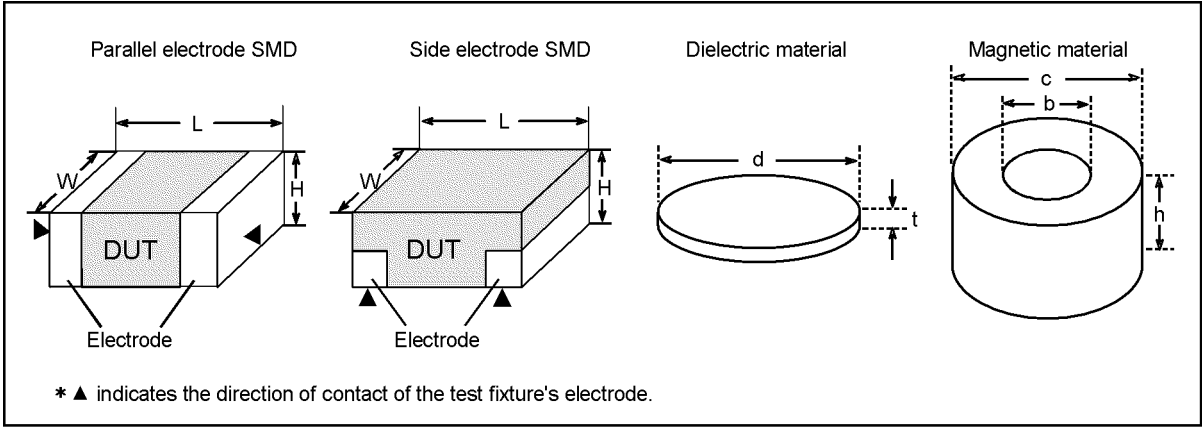 Parallel electrode SMD
Side electrode SMD
Dielectric material
Magnetic material
L
W
H
DUT
Electrode
L
W
H
DUT
Electrode
d
t
c
b
h
* ▲ indicates the direction of contact of the test fixture's electrode.